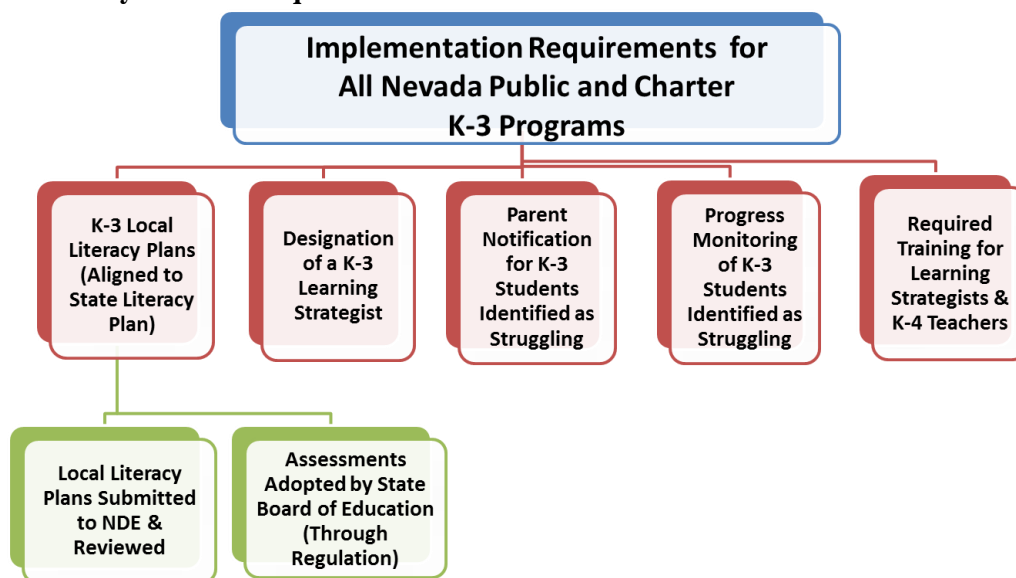 Implementation Requirements for
All Nevada Public and Charter
K-3 Programs
K-3 Local
Literacy Plans
(Aligned to
State Literacy
Plan)
Designation
of a K-3
Learning
Strategist
Parent
Notification
for K-3
Students
Identified as
Struggling
Progress
Monitoring
of K-3
Students
Identified as
Struggling
Required
Training for
Learning
Strategists &
K-4 Teachers
Local Literacy
Plans Submitted
to NDE &
Reviewed
Assessments
Adopted by State
Board of Education
(Through
Regulation)